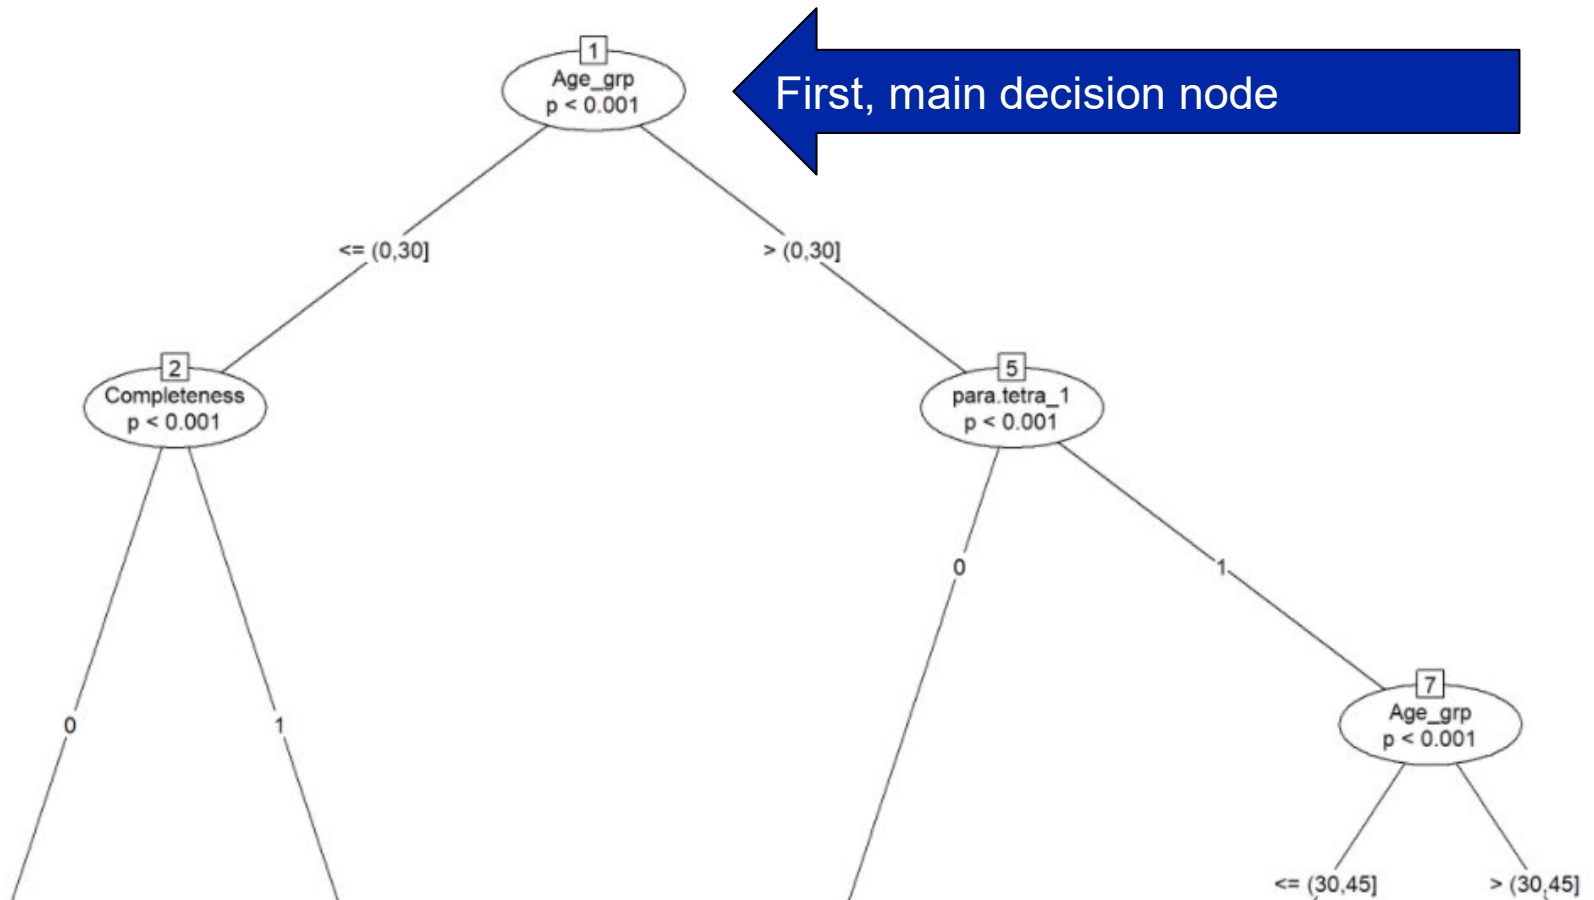 1
Age_grp
p < 0.001
First, main decision node
<= (0,30]
> (0,30]
2
Completeness
p < 0.001
5
para.tetra_1
p < 0.001
0
1
7
Age_grp
p < 0.001
0
1
<= (30,45]
> (30,45]